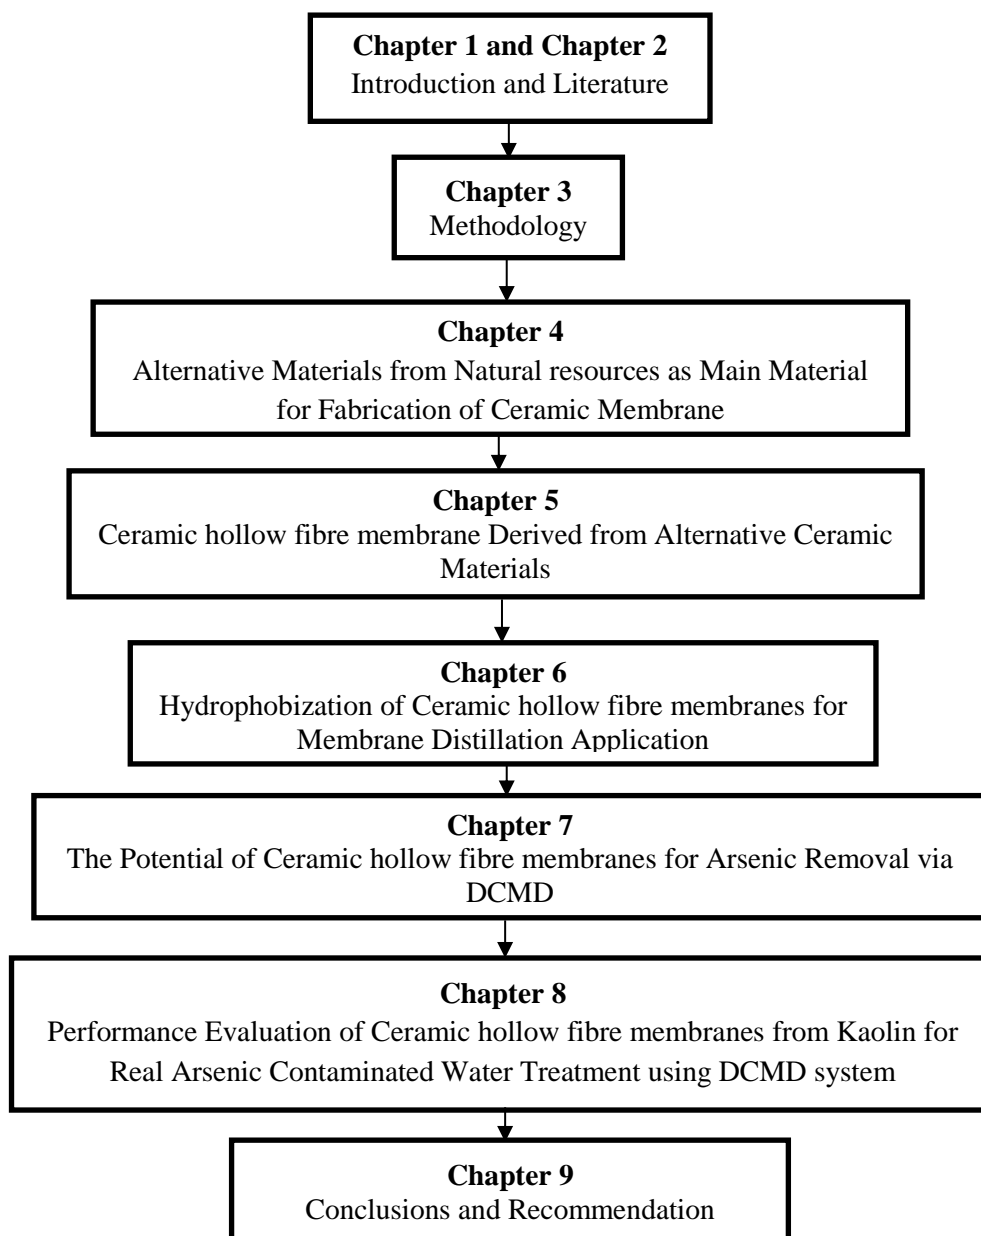 Chapter 1 and Chapter 2
Introduction and Literature
Chapter 3
Methodology
Chapter 4
Alternative Materials from Natural resources as Main Material
for Fabrication of Ceramic Membrane
Chapter 5
Ceramic hollow fibre membrane Derived from Alternative Ceramic
Materials
Chapter 6
Hydrophobization of Ceramic hollow fibre membranes for
Membrane Distillation Application
Chapter 7
The Potential of Ceramic hollow fibre membranes for Arsenic Removal via
DCMD
Chapter 8
Performance Evaluation of Ceramic hollow fibre membranes from Kaolin for
Real Arsenic Contaminated Water Treatment using DCMD system
Chapter 9
Conclusions and Recommendation